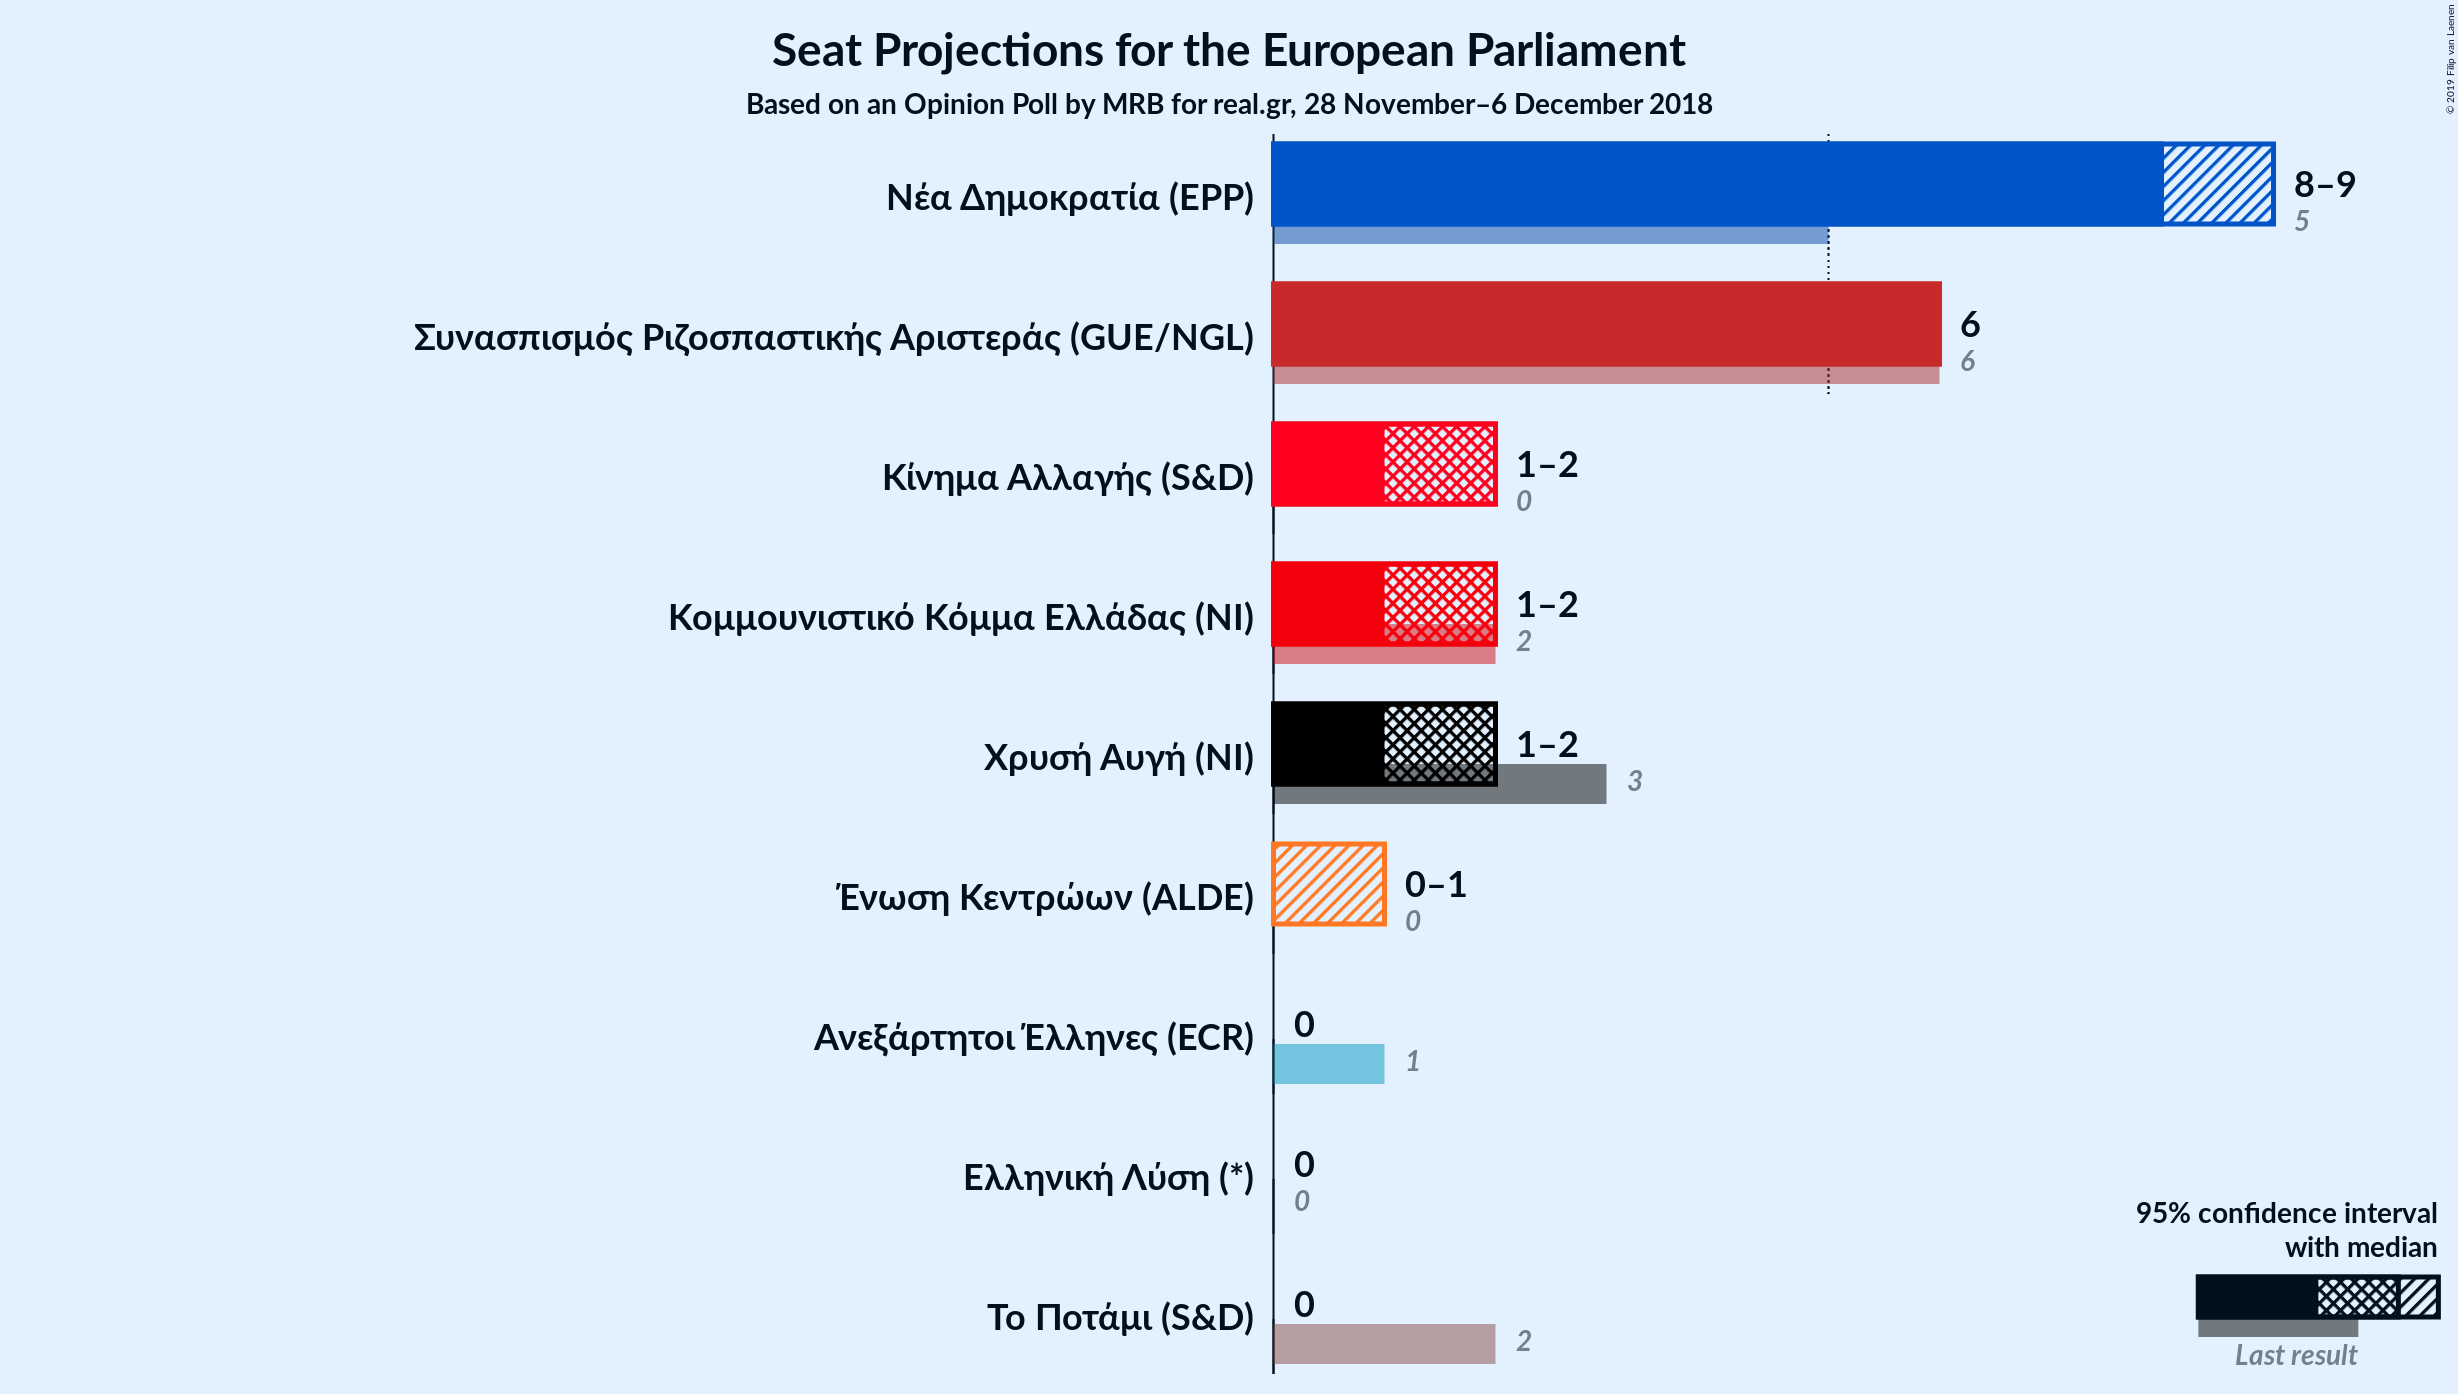 Seat Projections for the European Parliament
Based on an Opinion Poll by MRB for real.gr, 28 November–6 December 2018
© 2019 Filip van Laenen
Νέα Δημοκρατία (EPP)
8–9
5
Συνασπισμός Ριζοσπαστικής Αριστεράς (GUE/NGL)
6
6
Κίνημα Αλλαγής (S&D)
1–2
0
Κομμουνιστικό Κόμμα Ελλάδας (NI)
1–2
2
Χρυσή Αυγή (NI)
1–2
3
Ένωση Κεντρώων (ALDE)
0–1
0
Ανεξάρτητοι Έλληνες (ECR)
0
1
Ελληνική Λύση (*)
0
0
Το Ποτάμι (S&D)
0
2
95% confidence interval
with median
Last result